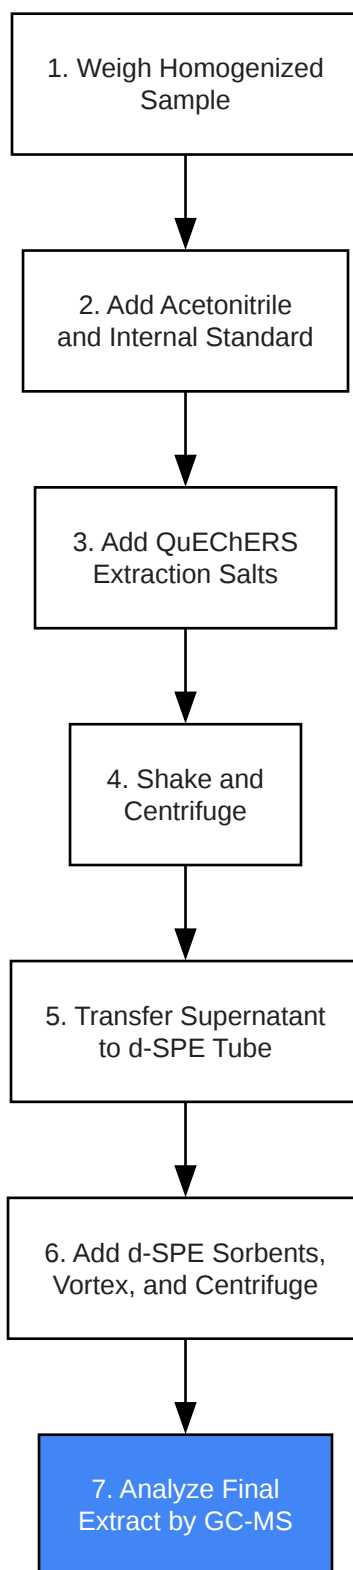 1. Weigh Homogenized
Sample
2. Add Acetonitrile
and Internal Standard
3. Add QuEChERS
Extraction Salts
4. Shake and
Centrifuge
5. Transfer Supernatant
to d-SPE Tube
6. Add d-SPE Sorbents,
Vortex, and Centrifuge
7. Analyze Final
Extract by GC-MS